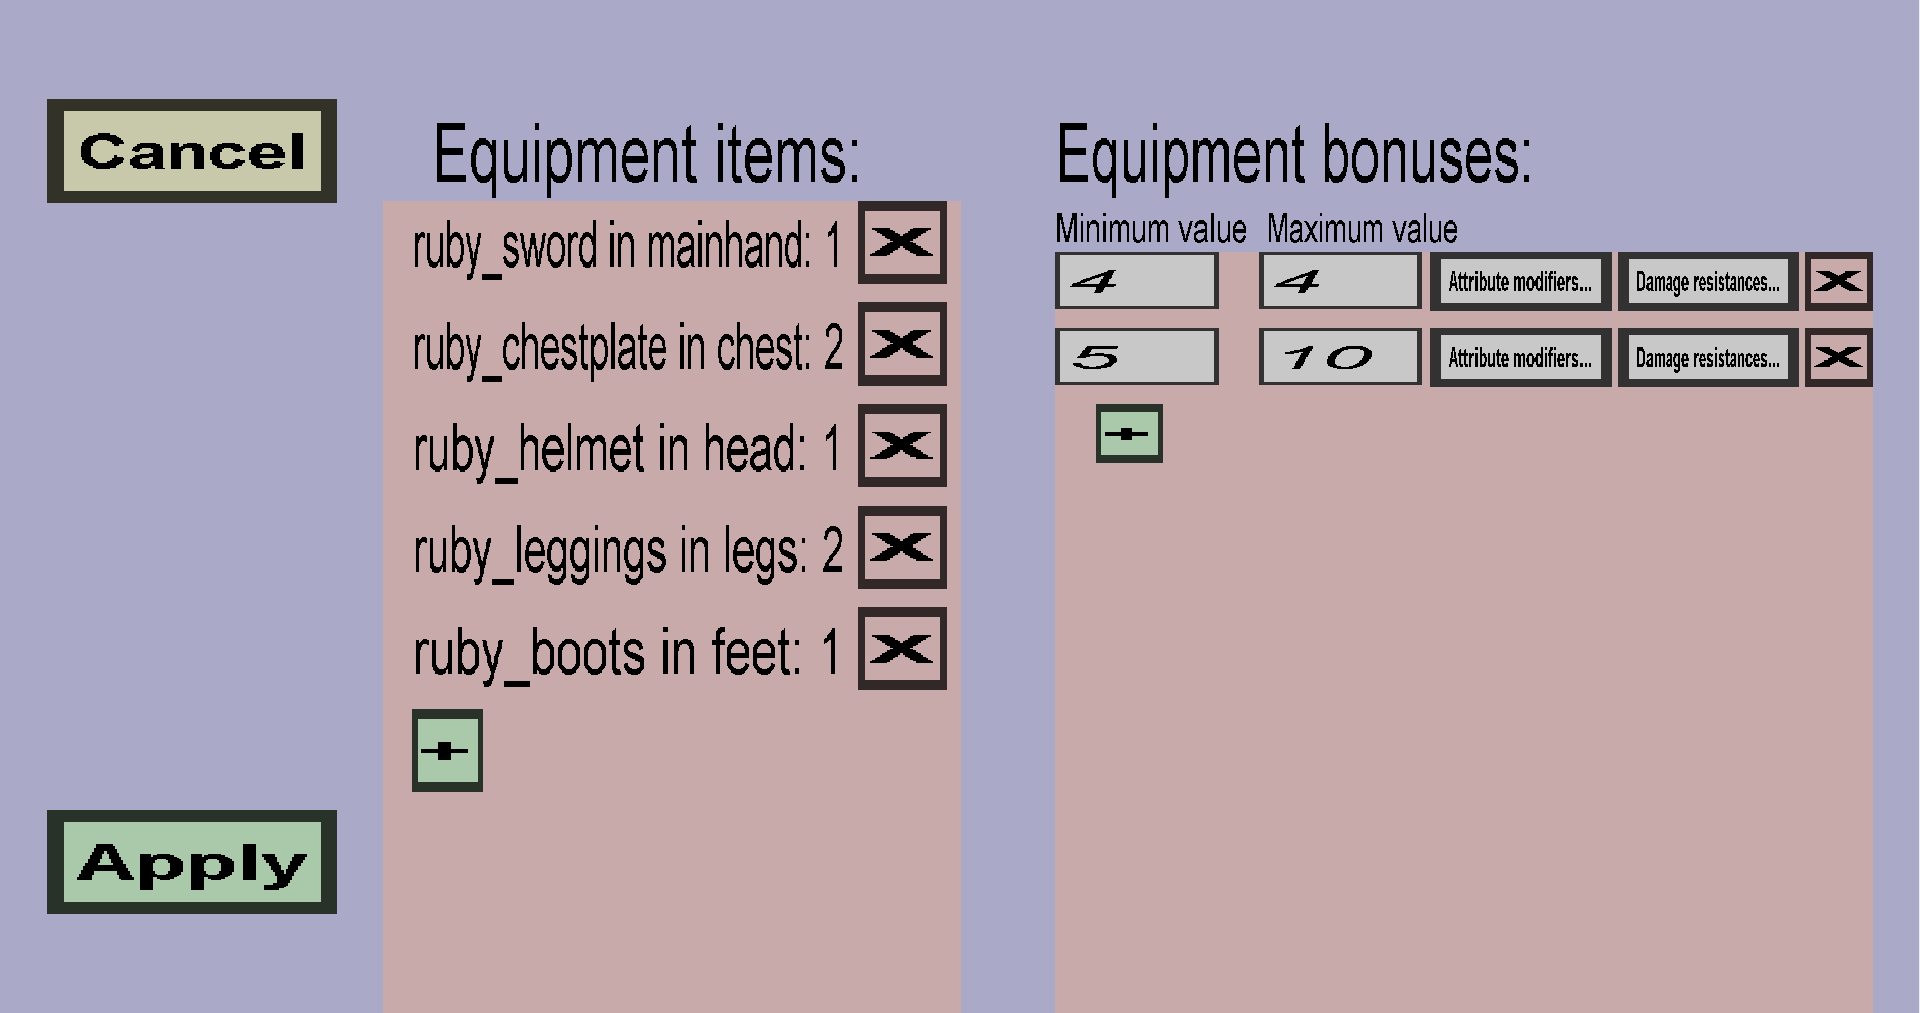 Cancel
Equipment items:
Equipment bonuses:
ruby_sword in mainhand: 1 X
ruby_chestplate in chest: 2 X
ruby_helmet in head: 1 X
ruby_leggings in legs: 2 X
ruby_boots in feet: 1 X
+
Minimum value Maximum value
4 4 Attribute modifiers... Damage resistances... X
5 10 Attribute modifiers... Damage resistances... X
+
Apply